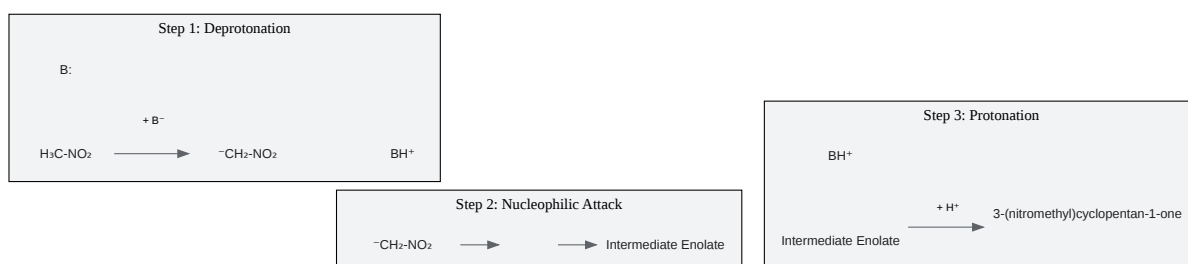 Step 1: Deprotonation
B:
+ B⁻
H₃C-NO₂
⁻CH₂-NO₂
BH⁺
Step 2: Nucleophilic Attack
⁻CH₂-NO₂
Intermediate Enolate
Step 3: Protonation
BH⁺
+ H⁺
3-(nitromethyl)cyclopentan-1-one
Intermediate Enolate